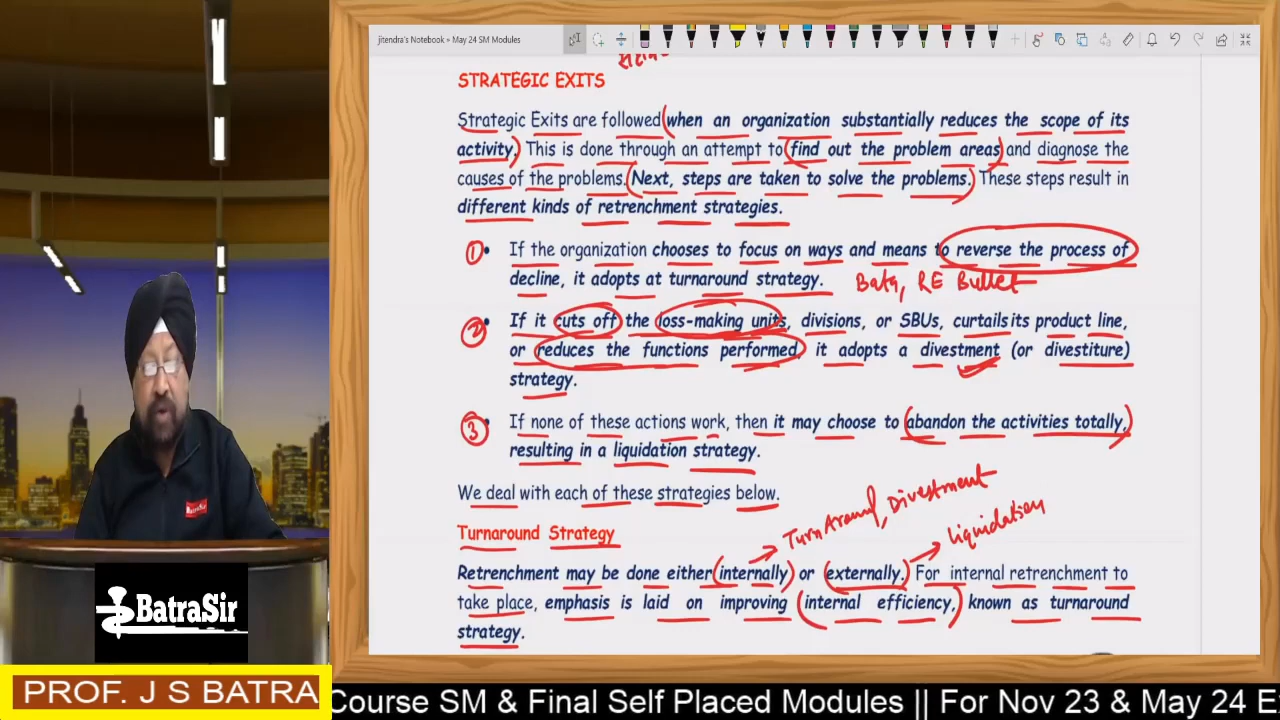 jitendra's Notebook » May 24 SM Modules
STRATEGIC EXITS
Strategic Exits are followed when an organization substantially reduces the scope of its
activity. This is done through an attempt to find out the problem areas and diagnose the
causes of the problems. Next, steps are taken to solve the problems. These steps result in
different kinds of retrenchment strategies.
① • If the organization chooses to focus on ways and means to reverse the process of
decline, it adopts at turnaround strategy. Bata, RE Bullet
② • If it cuts off the loss-making units, divisions, or SBUs, curtails its product line,
or reduces the functions performed, it adopts a divestment (or divestiture)
strategy.
③ • If none of these actions work, then it may choose to abandon the activities totally,
resulting in a liquidation strategy.
We deal with each of these strategies below.
TurnAround, Divestment
Liquidation
Turnaround Strategy
Retrenchment may be done either internally or externally. For internal retrenchment to
take place, emphasis is laid on improving internal efficiency, known as turnaround
strategy.
BatraSir
BatraSir
PROF. J S BATRA
Course SM & Final Self Placed Modules || For Nov 23 & May 24 E